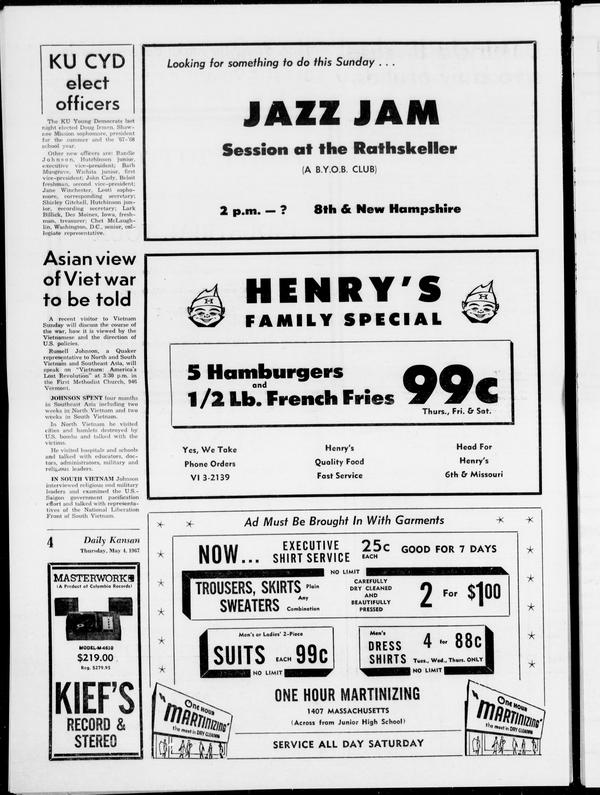 KU CYD
elect
officers
The KU Young Democrats last
night elected Doug Irmen, Shaw-
nee Mission sophomore, president
for the summer and the '67-'68
school year.
Other new officers are: Randie
Johnson, Hutchinson junior,
executive vice-president; Barb
Musgrave, Wichita junior, first
vice-president; John Cady, Beloit
freshman, second vice-president;
Jane Winchester, Leoti sopho-
more, corresponding secretary;
Shirley Gitchell, Hutchinson jun-
ior, recording secretary; Lark
Billick, Des Moines, Iowa, fresh-
man, treasurer; Chet McLaugh-
lin, Washington, D.C., senior, col-
legiate representative.
Asian view
of Viet war
to be told
A recent visitor to Vietnam
Sunday will discuss the course of
the war, how it is viewed by the
Vietnamese and the direction of
U.S. policies.
Russell Johnson, a Quaker
representative to North and South
Vietnam and Southeast Asia, will
speak on "Vietnam: America's
Lost Revolution" at 3:30 p.m. in
the First Methodist Church, 946
Vermont.
JOHNSON SPENT four months
in Southeast Asia including two
weeks in North Vietnam and two
weeks in South Vietnam.
In North Vietnam he visited
cities and hamlets destroyed by
U.S. bombs and talked with the
victims.
He visited hospitals and schools
and talked with educators, doc-
tors, administrators, military and
religious leaders.
IN SOUTH VIETNAM Johnson
interviewed religious and military
leaders and examined the U.S.-
Saigon government pacification
effort and talked with representa-
tives of the National Liberation
Front of South Vietnam.
4 Daily Kansan
Thursday, May 4, 1967
MASTERWORK
(A Product of Columbia Records)
MODEL-M-4830
$219.00
Reg. $279.95
KIEF'S
RECORD &
STEREO
Looking for something to do this Sunday . . .
JAZZ JAM
Session at the Rathskeller
(A B.Y.O.B. CLUB)
2 p.m. — ? 8th & New Hampshire
HENRY'S
FAMILY SPECIAL
5 Hamburgers
and
1/2 Lb. French Fries
99c
Thurs., Fri. & Sat.
Yes, We Take
Phone Orders
VI 3-2139
Henry's
Quality Food
Fast Service
Head For
Henry's
6th & Missouri
Ad Must Be Brought In With Garments
NOW... EXECUTIVE SHIRT SERVICE 25c EACH GOOD FOR 7 DAYS
NO LIMIT
TROUSERS, SKIRTS Plain
SWEATERS Any Combination
CAREFULLY
DRY CLEANED
AND
BEAUTIFULLY
PRESSED
2 For $1.00
Men's or Ladies' 2-Piece
SUITS EACH 99c
NO LIMIT
Men's
DRESS SHIRTS 4 for 88c
Tues., Wed., Thurs. ONLY
NO LIMIT
ONE HOUR MARTINIZING
1407 MASSACHUSETTS
(Across from Junior High School)
SERVICE ALL DAY SATURDAY
ONE HOUR
"MARTINIZING"
the most in DRY CLEANING
ONE HOUR
"MARTINIZING"
the most in DRY CLEANING